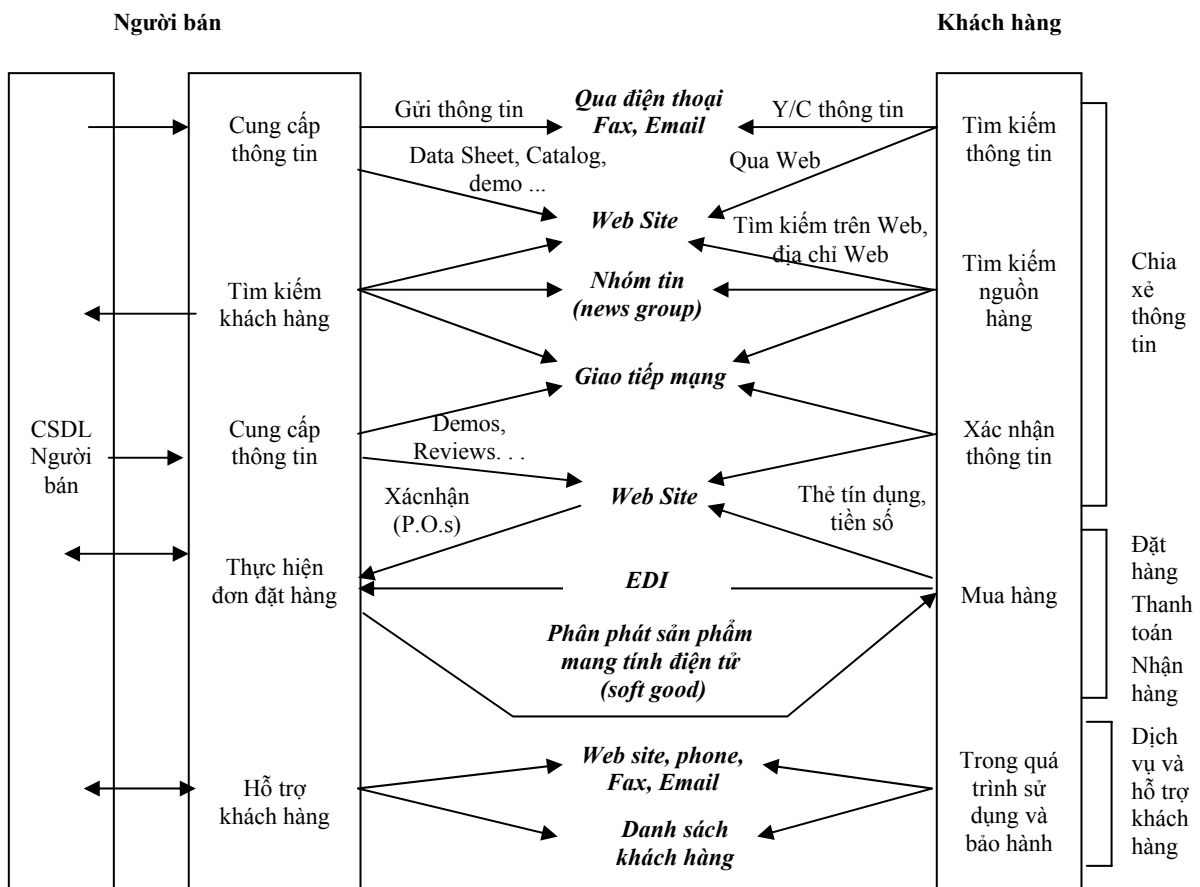 Người bán
Khách hàng
Cung cấp
thông tin
Gửi thông tin
Qua điện thoại
Fax, Email
Y/C thông tin
Tìm kiếm
thông tin
Data Sheet, Catalog,
demo ...
Qua Web
Web Site
Tìm kiếm trên Web,
địa chỉ Web
Tìm kiếm
khách hàng
Nhóm tin
(news group)
Tìm kiếm
nguồn
hàng
Chia
xẻ
thông
tin
Giao tiếp mạng
CSDL
Người
bán
Cung cấp
thông tin
Demos,
Reviews. . .
Xác nhận
thông tin
Xácnhận
(P.O.s)
Web Site
Thẻ tín dụng,
tiền số
Thực hiện
đơn đặt hàng
EDI
Mua hàng
Đặt
hàng
Thanh
toán
Nhận
hàng
Phân phát sản phẩm
mang tính điện tử
(soft good)
Hỗ trợ
khách hàng
Web site, phone,
Fax, Email
Danh sách
khách hàng
Trong quá
trình sử
dụng và
bảo hành
Dịch
vụ và
hỗ trợ
khách
hàng